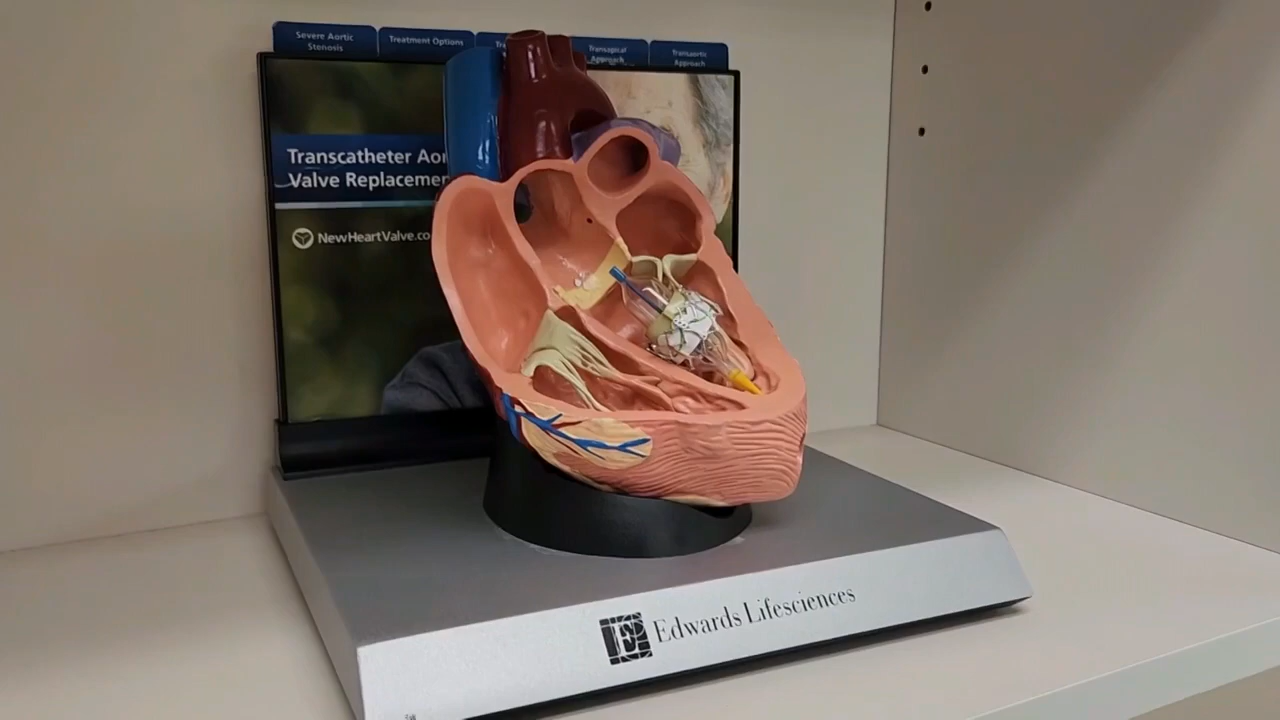 Severe Aortic
Stenosis
Treatment Options
Transapical
Approach
Transaortic
Approach
Transcatheter Aor
Valve Replacemen
NewHeartValve.co
E Edwards Lifesciences